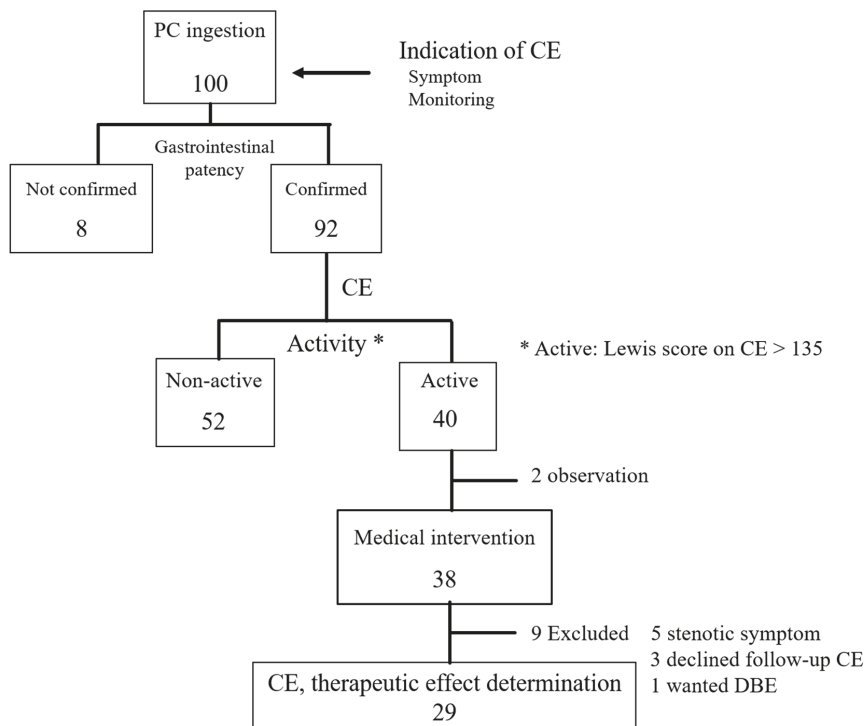 PC ingestion
100
Indication of CE
Symptom
Monitoring
Gastrointestinal
patency
Not confirmed
8
Confirmed
92
CE
Activity *
* Active: Lewis score on CE > 135
Non-active
52
Active
40
2 observation
Medical intervention
38
9 Excluded
5 stenotic symptom
3 declined follow-up CE
1 wanted DBE
CE, therapeutic effect determination
29